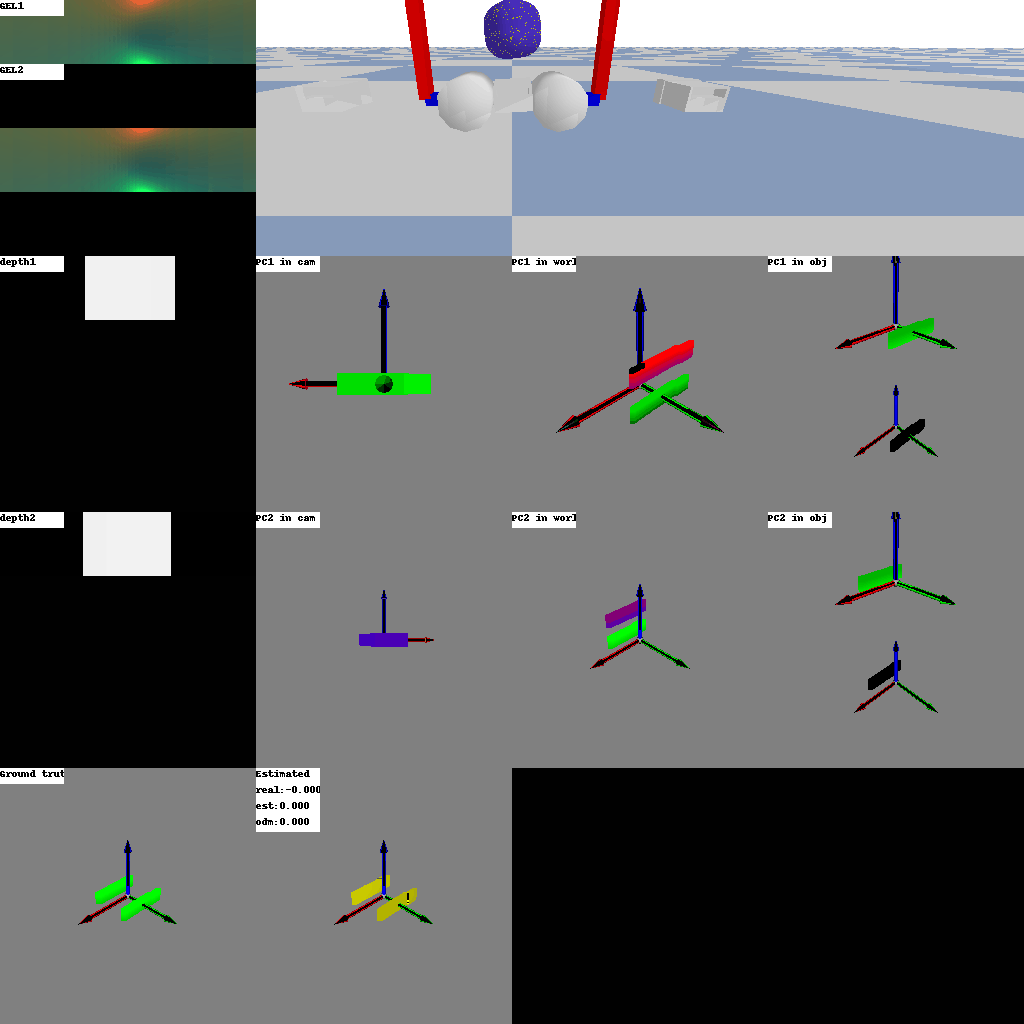 GEL1
GEL2
depth1
PC1 in cam
PC1 in worl
PC1 in obj
depth2
PC2 in cam
PC2 in worl
PC2 in obj
Ground trut
Estimated
real:-0.000
est:0.000
odm:0.000